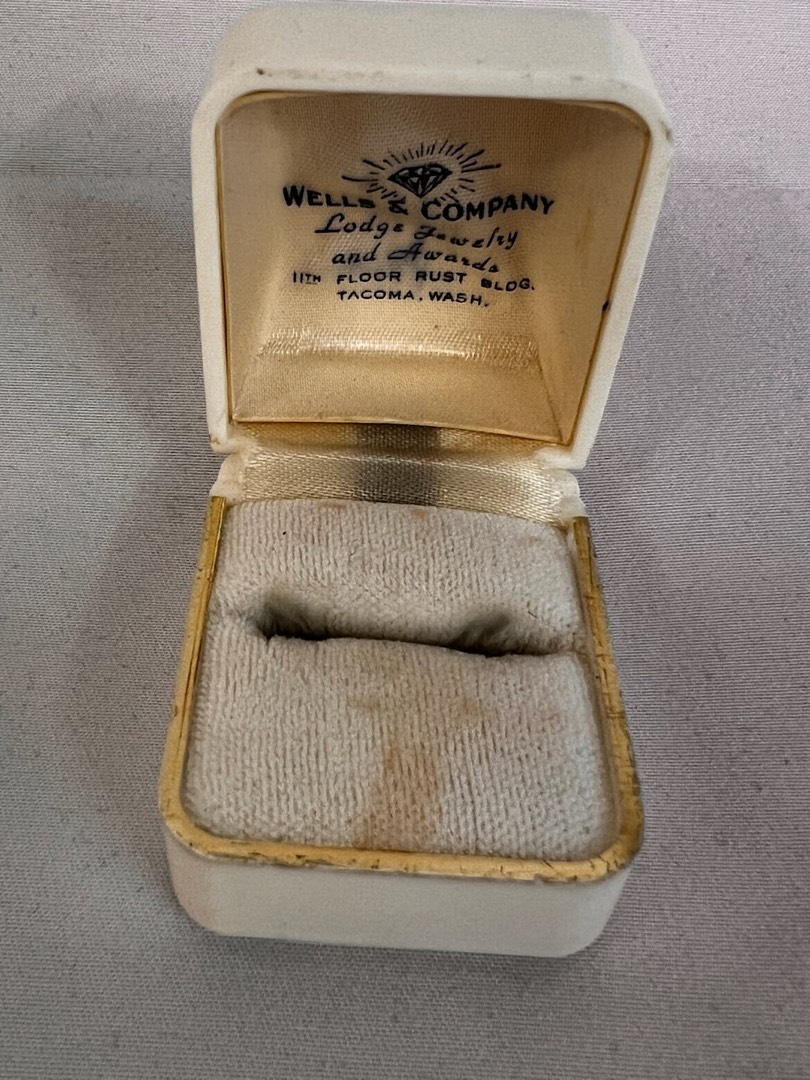 WELLS & COMPANY
Lodge Jewelry
and Awards
11TH FLOOR RUST BLDG.
TACOMA, WASH.